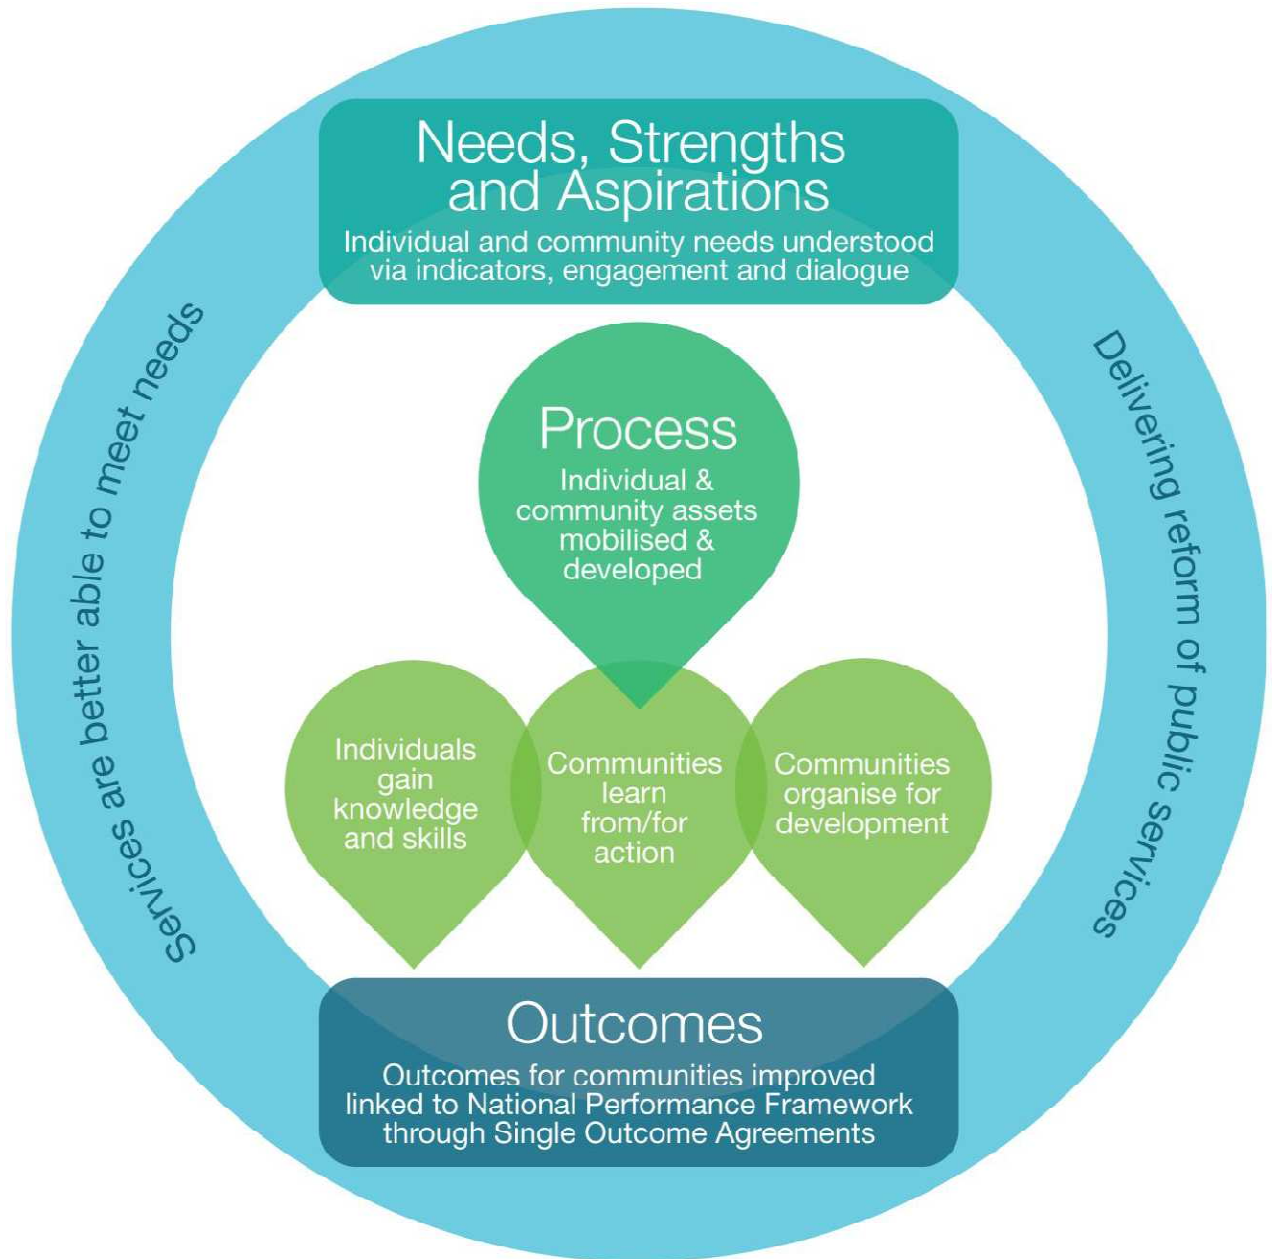 Needs, Strengths
and Aspirations
Individual and community needs understood
via indicators, engagement and dialogue
Services are better able to meet needs
Delivering reform of public services
Process
Individual &
community assets
mobilised &
developed
Individuals
gain
knowledge
and skills
Communities
learn
from/for
action
Communities
organise for
development
Outcomes
Outcomes for communities improved
linked to National Performance Framework
through Single Outcome Agreements